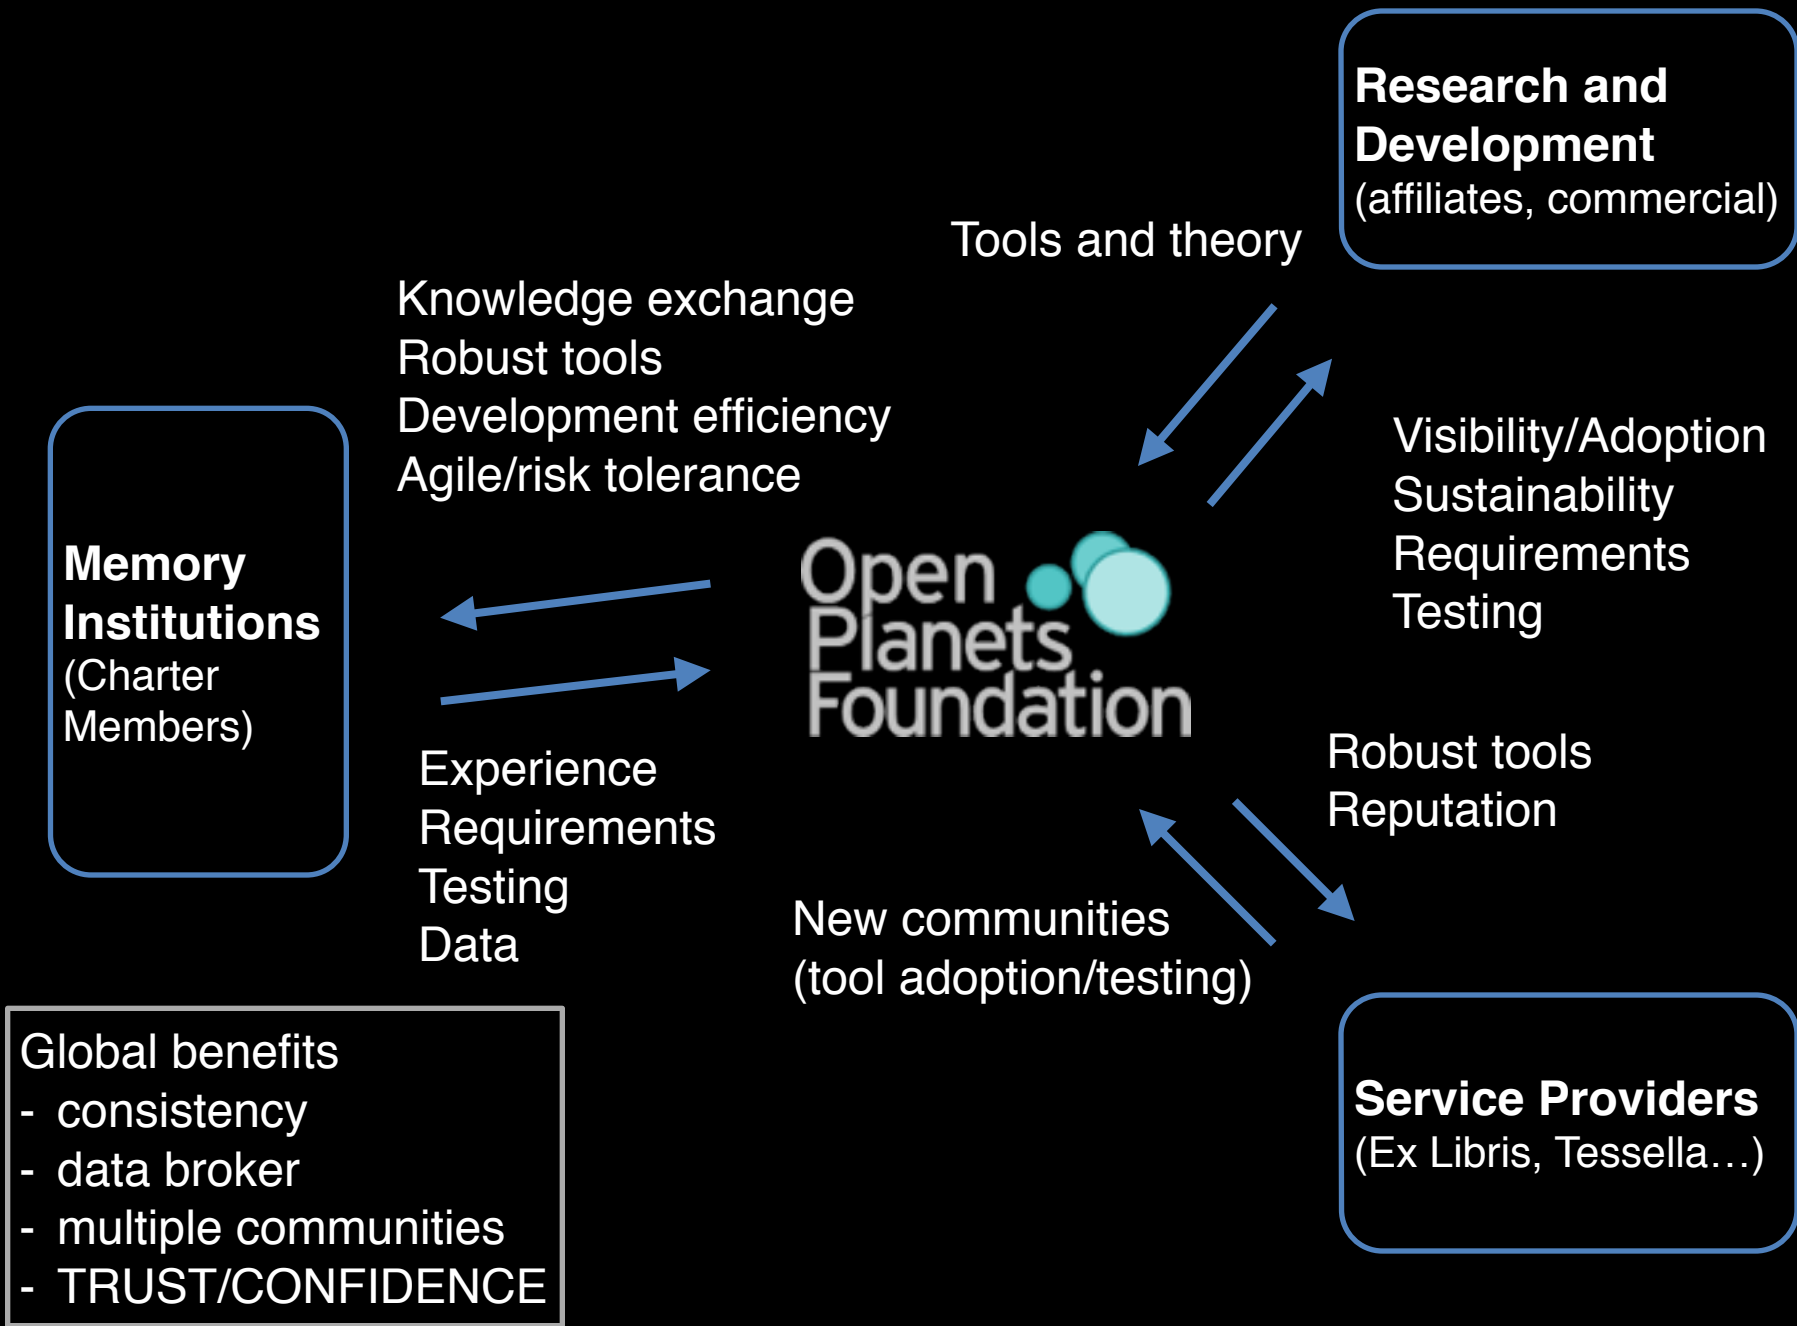 Research and
Development
(affiliates, commercial)
Tools and theory
Knowledge exchange
Robust tools
Development efficiency
Agile/risk tolerance
Visibility/Adoption
Sustainability
Requirements
Testing
Memory
Institutions
(Charter
Members)
Open
Planets
Foundation
Experience
Requirements
Testing
Data
Robust tools
Reputation
New communities
(tool adoption/testing)
Global benefits
- consistency
- data broker
- multiple communities
- TRUST/CONFIDENCE
Service Providers
(Ex Libris, Tessella…)